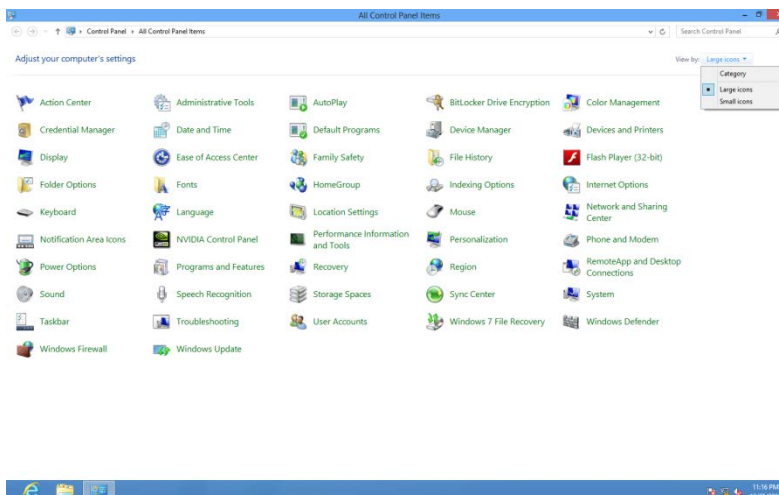 All Control Panel Items
Control Panel All Control Panel Items
Search Control Panel
Adjust your computer's settings
View by: Large icons
Category
Large icons
Small icons
Action Center
Administrative Tools
AutoPlay
BitLocker Drive Encryption
Color Management
Credential Manager
Date and Time
Default Programs
Device Manager
Devices and Printers
Display
Ease of Access Center
Family Safety
File History
Flash Player (32-bit)
Folder Options
Fonts
HomeGroup
Indexing Options
Internet Options
Keyboard
Language
Location Settings
Mouse
Network and Sharing
Center
Notification Area Icons
NVIDIA Control Panel
Performance Information
and Tools
Personalization
Phone and Modem
Power Options
Programs and Features
Recovery
Region
RemoteApp and Desktop
Connections
Sound
Speech Recognition
Storage Spaces
Sync Center
System
Taskbar
Troubleshooting
User Accounts
Windows 7 File Recovery
Windows Defender
Windows Firewall
Windows Update
11:16 PM